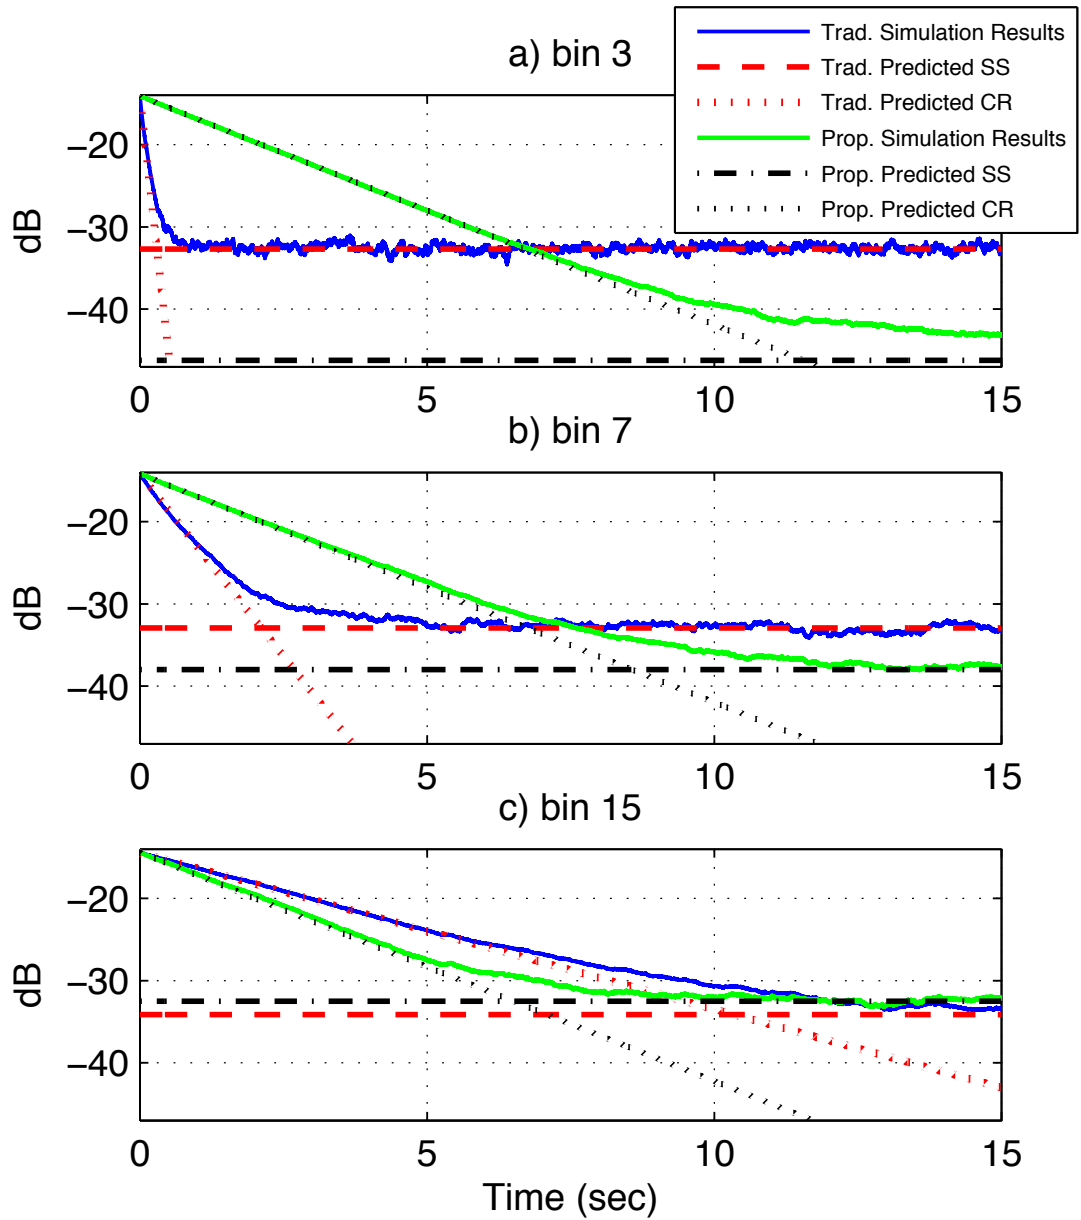 a) bin 3
Trad. Simulation Results
Trad. Predicted SS
Trad. Predicted CR
Prop. Simulation Results
Prop. Predicted SS
Prop. Predicted CR
dB
−20
−30
−40
0 5 10 15
b) bin 7
dB
−20
−30
−40
0 5 10 15
c) bin 15
dB
−20
−30
−40
0 5 10 15
Time (sec)